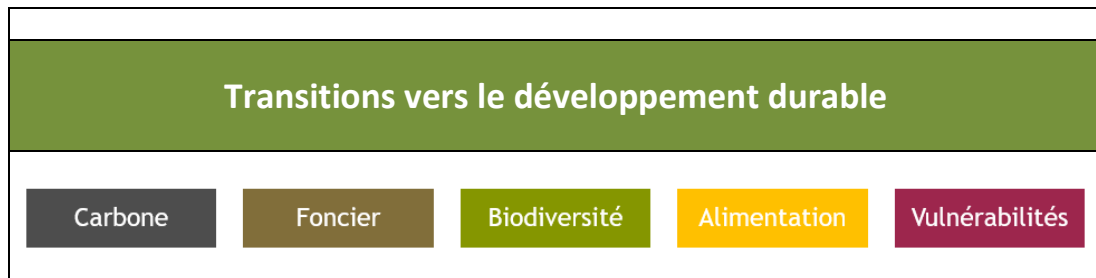 Transitions vers le développement durable
Carbone Foncier Biodiversité Alimentation Vulnérabilités